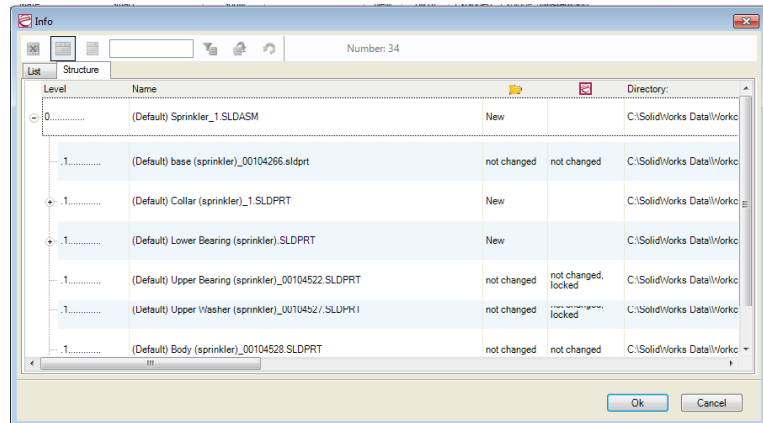 Info
Number: 34
List Structure
Level Name Directory:
0............. (Default) Sprinkler_1.SLDASM New C:\SolidWorks Data\Workc
.1............. (Default) base (sprinkler)_00104266.sldprt not changed not changed C:\SolidWorks Data\Workc
.1............. (Default) Collar (sprinkler)_1.SLDPRT New C:\SolidWorks Data\Workc
.1............. (Default) Lower Bearing (sprinkler).SLDPRT New C:\SolidWorks Data\Workc
.1............. (Default) Upper Bearing (sprinkler)_00104522.SLDPRT not changed not changed, locked C:\SolidWorks Data\Workc
.1............. (Default) Upper Washer (sprinkler)_00104527.SLDPRT not changed not changed, locked C:\SolidWorks Data\Workc
.1............. (Default) Body (sprinkler)_00104528.SLDPRT not changed not changed C:\SolidWorks Data\Workc
Ok Cancel